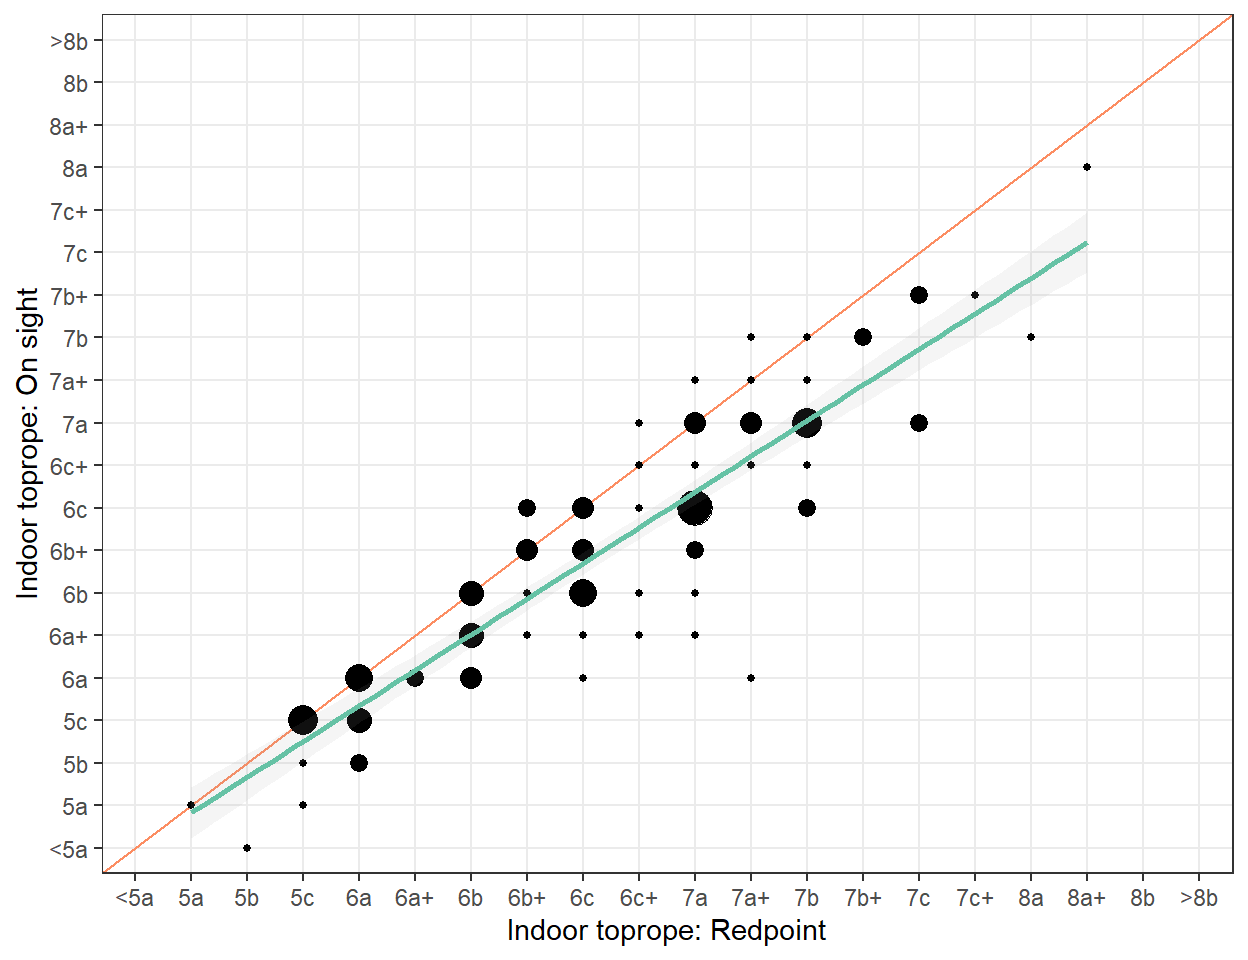 >8b
8b
8a+
8a
7c+
7c
7b+
7b
7a+
7a
6c+
6c
6b+
6b
6a+
6a
5c
5b
5a
<5a
Indoor toprope: On sight
<5a 5a 5b 5c 6a 6a+ 6b 6b+ 6c 6c+ 7a 7a+ 7b 7b+ 7c 7c+ 8a 8a+ 8b >8b
Indoor toprope: Redpoint